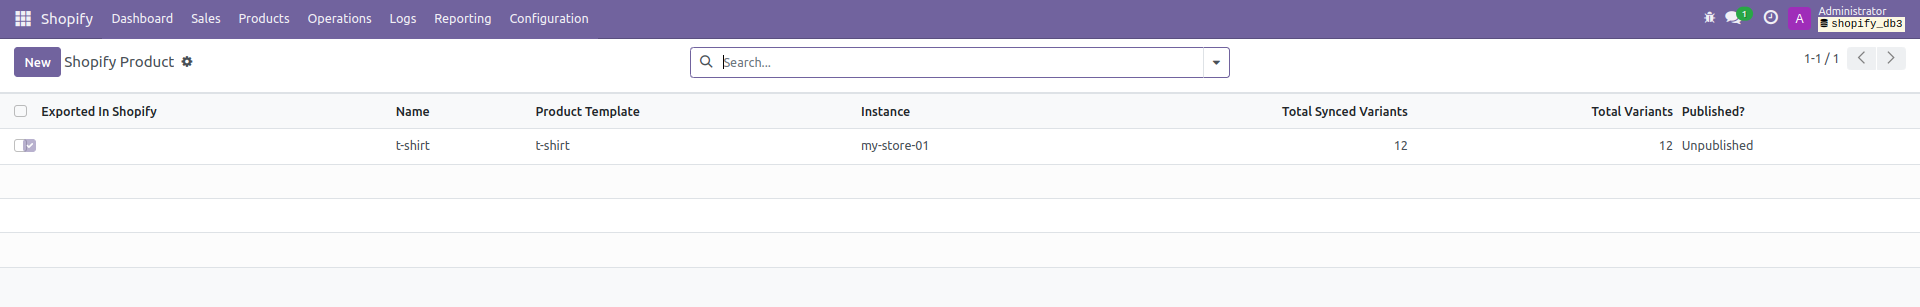 Shopify Dashboard Sales Products Operations Logs Reporting Configuration 1 A Administrator
shopify_db3
New Shopify Product Search... 1-1 / 1
Exported In Shopify Name Product Template Instance Total Synced Variants Total Variants Published?
t-shirt t-shirt my-store-01 12 12 Unpublished